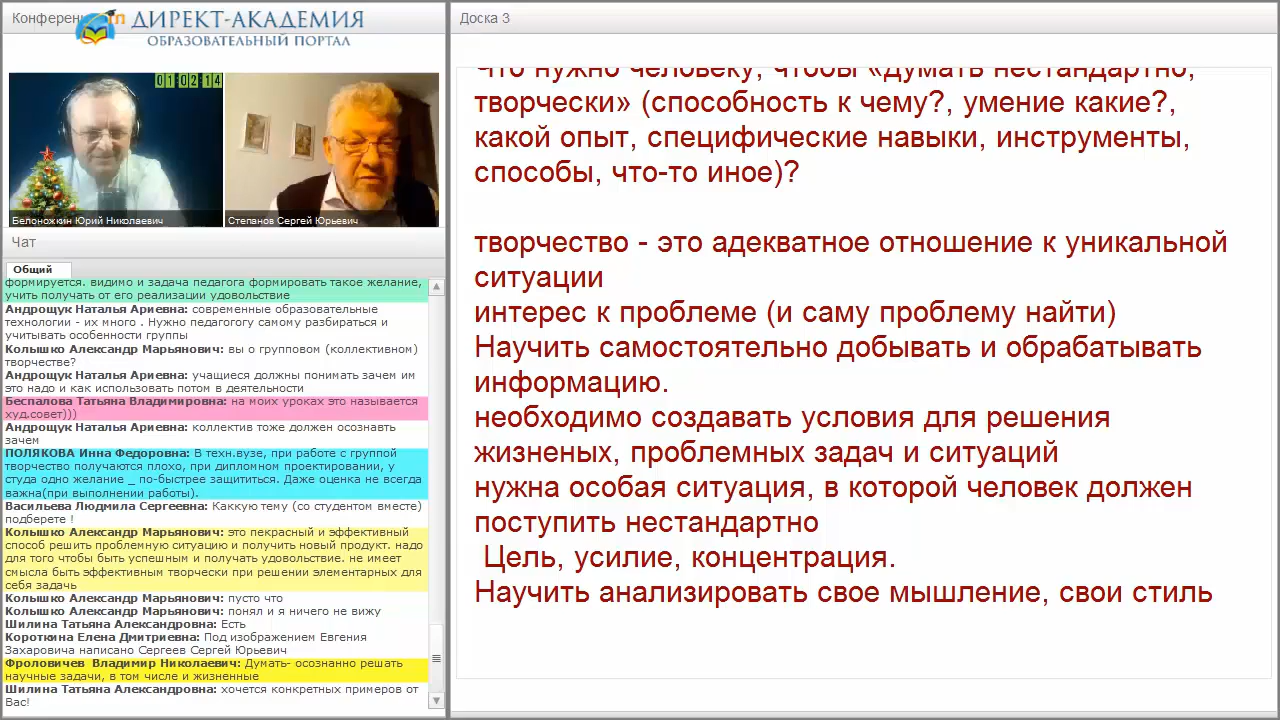 Конферен
ДИРЕКТ-АКАДЕМИЯ
ОБРАЗОВАТЕЛЬНЫЙ ПОРТАЛ
01:02:14
Белоножкин Юрий Николаевич
Степанов Сергей Юрьевич
Чат
Общий
формируется. видимо и задача педагога формировать такое желание,
учить получать от его реализации удовольствие
Андрощук Наталья Ариевна: современные образовательные
технологии - их много . Нужно педагогогу самому разбираться и
учитывать особенности группы
Колышко Александр Марьянович: вы о групповом (коллективном)
творчестве?
Андрощук Наталья Ариевна: учащиеся должны понимать зачем им
это надо и как использовать потом в деятельности
Беспалова Татьяна Владимировна: на моих уроках это называется
худ.совет)))
Андрощук Наталья Ариевна: коллектив тоже должен осознавть
зачем
ПОЛЯКОВА Инна Федоровна: В техн.вузе, при работе с группой
творчество получаются плохо, при дипломном проектировании, у
студа одно желание _ по-быстрее защититься. Даже оценка не всегда
важна(при выполнении работы).
Васильева Людмила Сергеевна: Каккую тему (со студентом вместе)
подберете !
Колышко Александр Марьянович: это пекрасный и эффективный
способ решить проблемную ситуацию и получить новый продукт. надо
для того чтобы быть успешным и получать удовольствие. не имеет
смысла быть эффективным творчески при решении элементарных для
себя задачь
Колышко Александр Марьянович: пусто что
Колышко Александр Марьянович: понял и я ничего не вижу
Шилина Татьяна Александровна: Есть
Короткина Елена Дмитриевна: Под изображением Евгения
Захаровича написано Сергеев Сергей Юрьевич
Фроловичев Владимир Николаевич: Думать- осознанно решать
научные задачи, в том числе и жизненные
Шилина Татьяна Александровна: хочется конкретных примеров от
Вас!
Доска 3
Что нужно человеку, чтобы «думать нестандартно,
творчески» (способность к чему?, умение какие?,
какой опыт, специфические навыки, инструменты,
способы, что-то иное)?
творчество - это адекватное отношение к уникальной
ситуации
интерес к проблеме (и саму проблему найти)
Научить самостоятельно добывать и обрабатывать
информацию.
необходимо создавать условия для решения
жизненых, проблемных задач и ситуаций
нужна особая ситуация, в которой человек должен
поступить нестандартно
Цель, усилие, концентрация.
Научить анализировать свое мышление, свои стиль